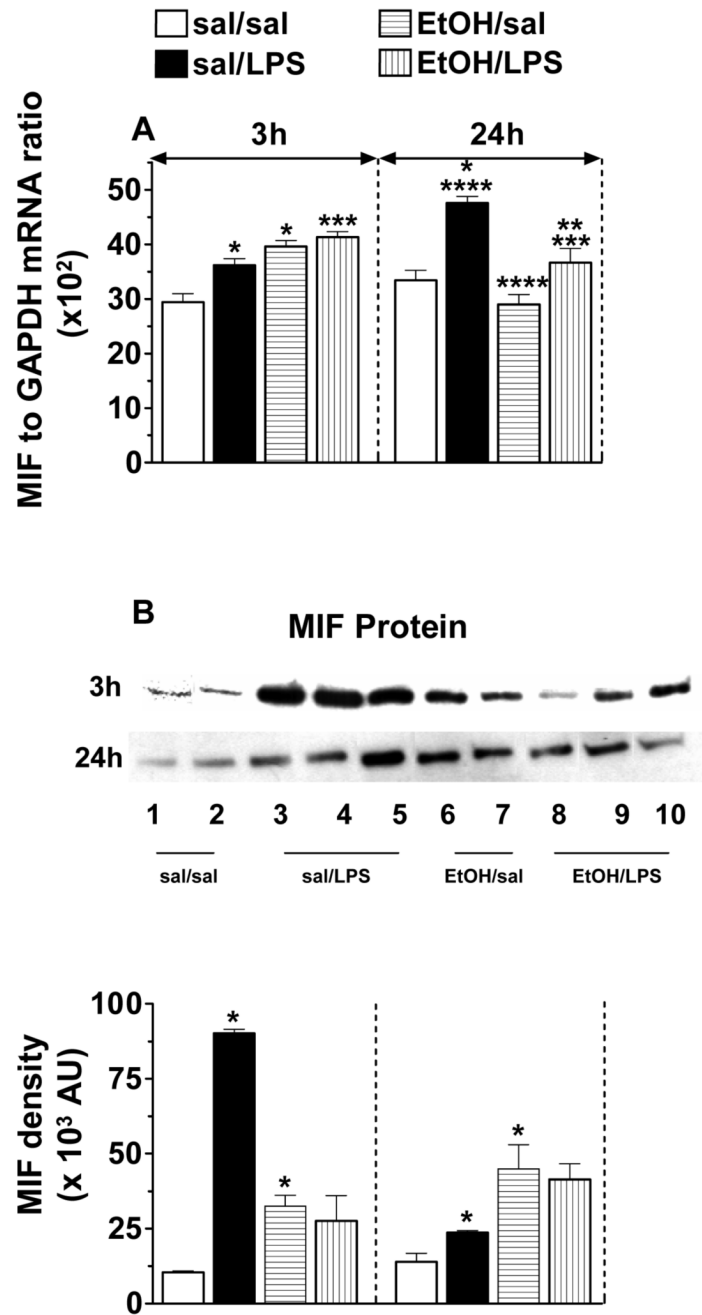 sal/sal EtOH/sal
sal/LPS EtOH/LPS
A 3h 24h
MIF to GAPDH mRNA ratio
(x10²)
50
40
30
20
10
0
* * *** * **** **** ** ***
B
MIF Protein
3h
24h
1 2 3 4 5 6 7 8 9 10
sal/sal sal/LPS EtOH/sal EtOH/LPS
MIF density
(x 10³ AU)
100
75
50
25
0
* * * *